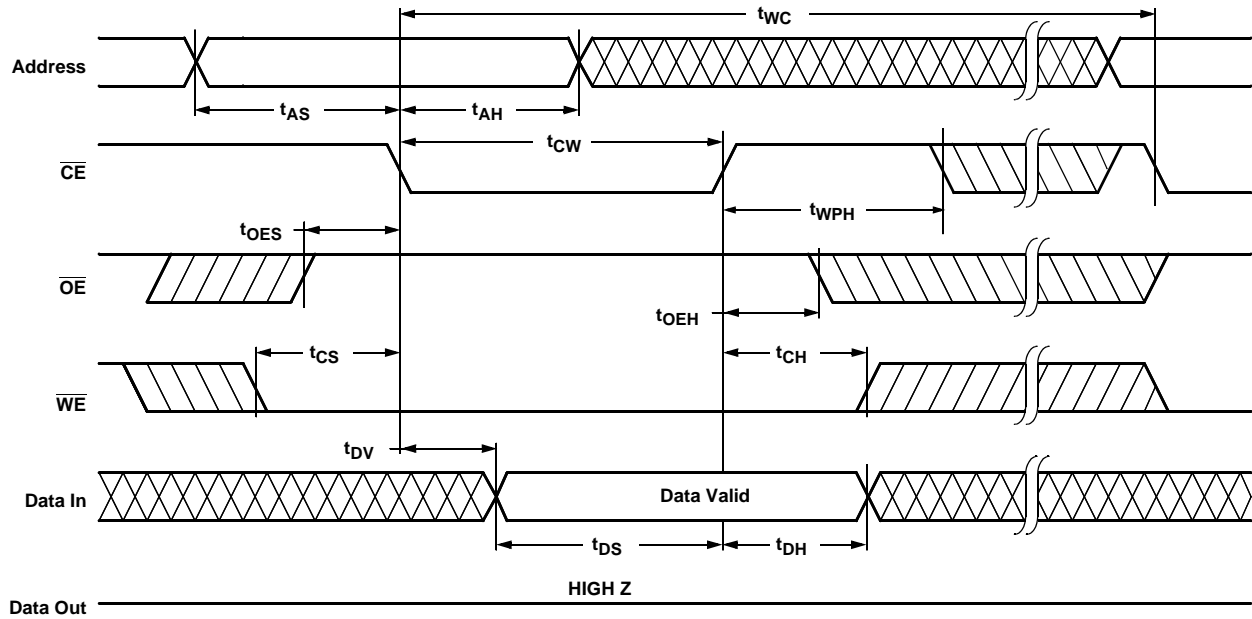 tWC
Address
tAS
tAH
tCW
CE
tWPH
tOES
OE
tOEH
tCS
tCH
WE
tDV
Data In
Data Valid
tDS
tDH
HIGH Z
Data Out